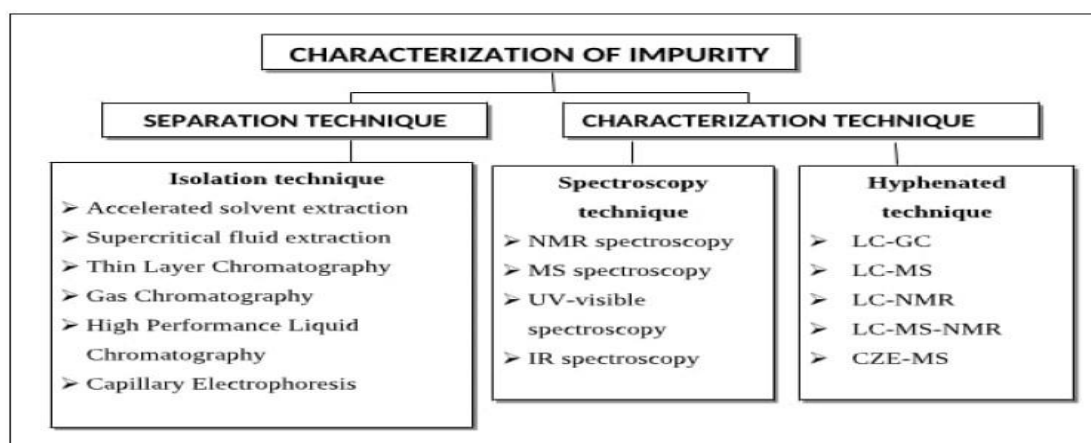 CHARACTERIZATION OF IMPURITY
SEPARATION TECHNIQUE
CHARACTERIZATION TECHNIQUE
Isolation technique
➢ Accelerated solvent extraction
➢ Supercritical fluid extraction
➢ Thin Layer Chromatography
➢ Gas Chromatography
➢ High Performance Liquid
Chromatography
➢ Capillary Electrophoresis
Spectroscopy
technique
➢ NMR spectroscopy
➢ MS spectroscopy
➢ UV-visible
spectroscopy
➢ IR spectroscopy
Hyphenated
technique
➢ LC-GC
➢ LC-MS
➢ LC-NMR
➢ LC-MS-NMR
➢ CZE-MS